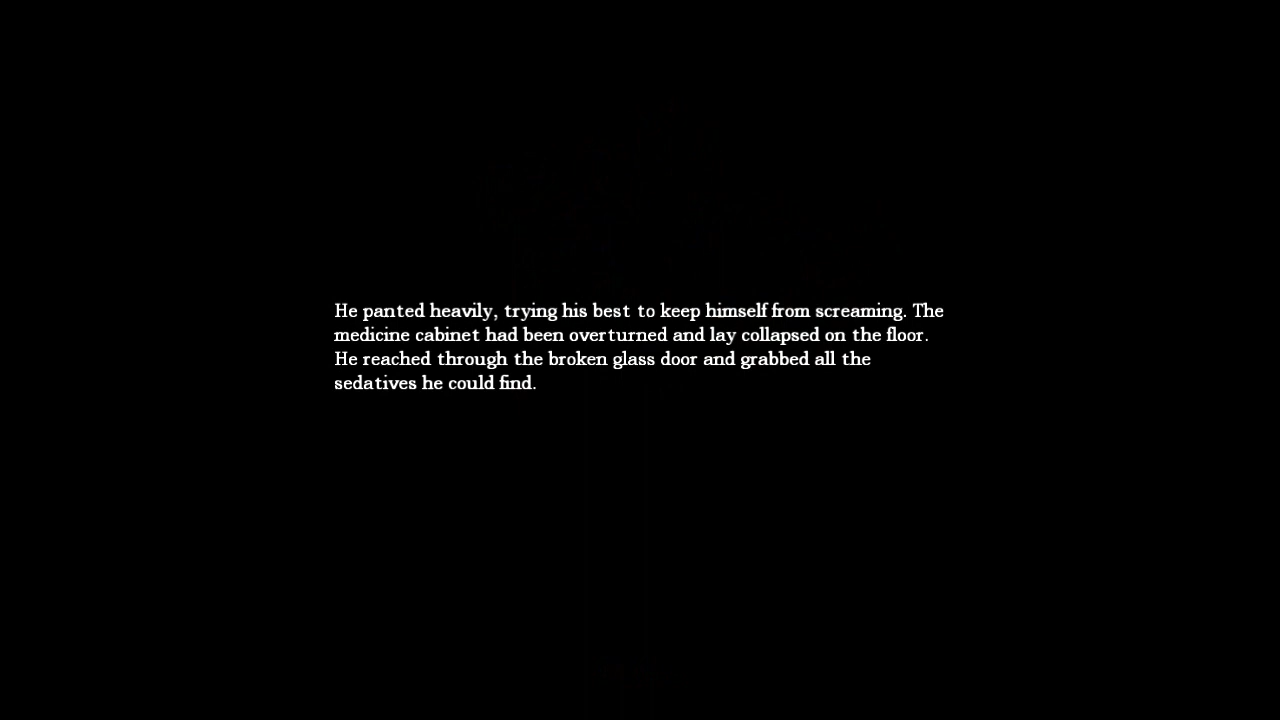 He panted heavily, trying his best to keep himself from screaming. The
medicine cabinet had been overturned and lay collapsed on the floor.
He reached through the broken glass door and grabbed all the
sedatives he could find.